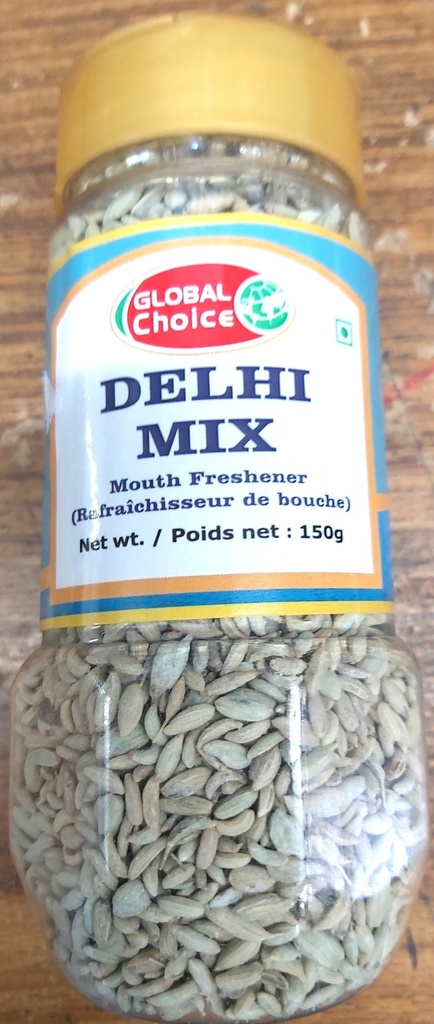 GLOBAL
Choice
DELHI
MIX
Mouth Freshener
(Rafraîchisseur de bouche)
Net wt. / Poids net : 150g